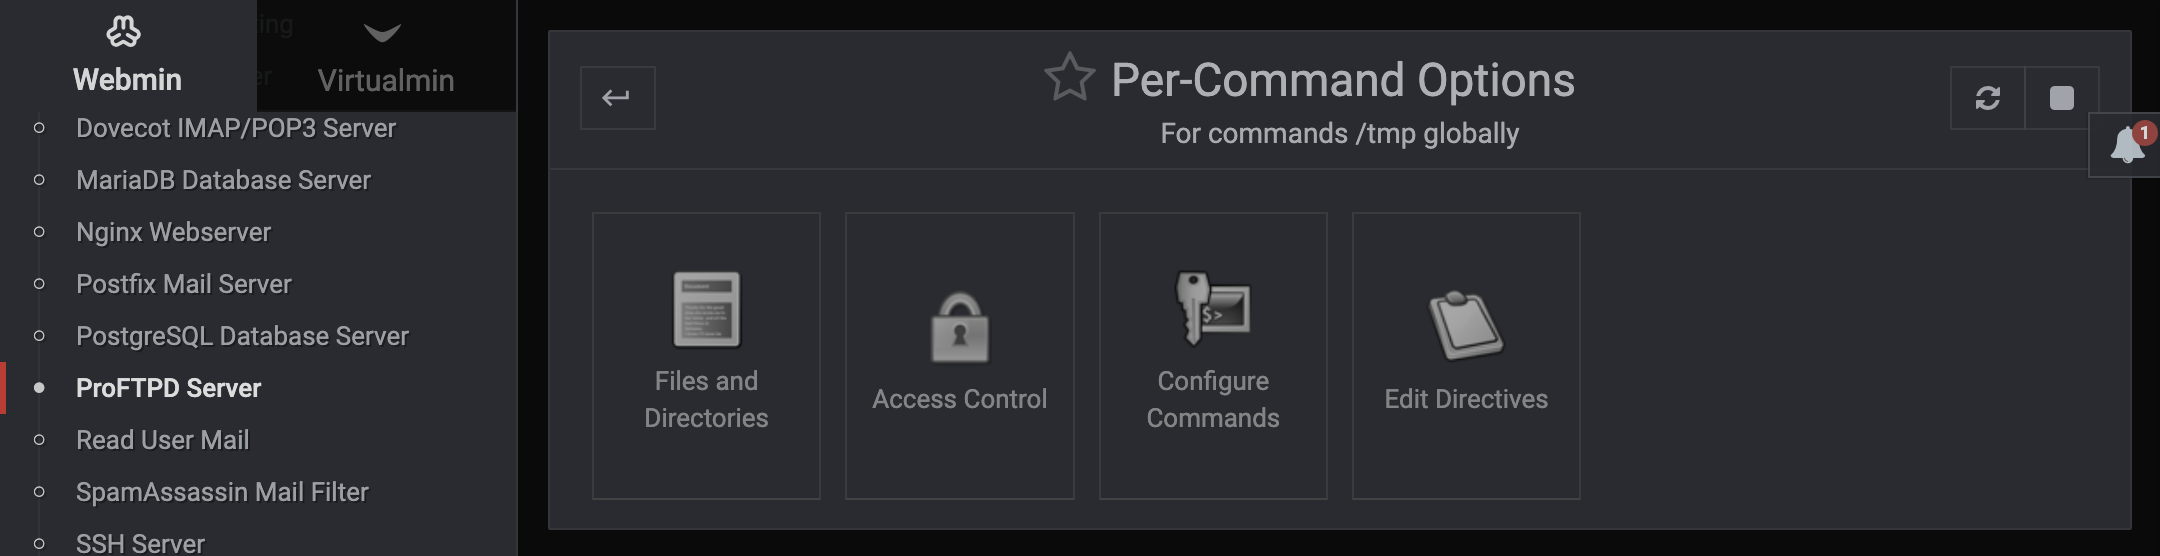 Webmin
Virtualmin
Dovecot IMAP/POP3 Server
MariaDB Database Server
Nginx Webserver
Postfix Mail Server
PostgreSQL Database Server
ProFTPD Server
Read User Mail
SpamAssassin Mail Filter
SSH Server
Per-Command Options
For commands /tmp globally
1
Files and
Directories
Access Control
$>
Configure
Commands
Edit Directives